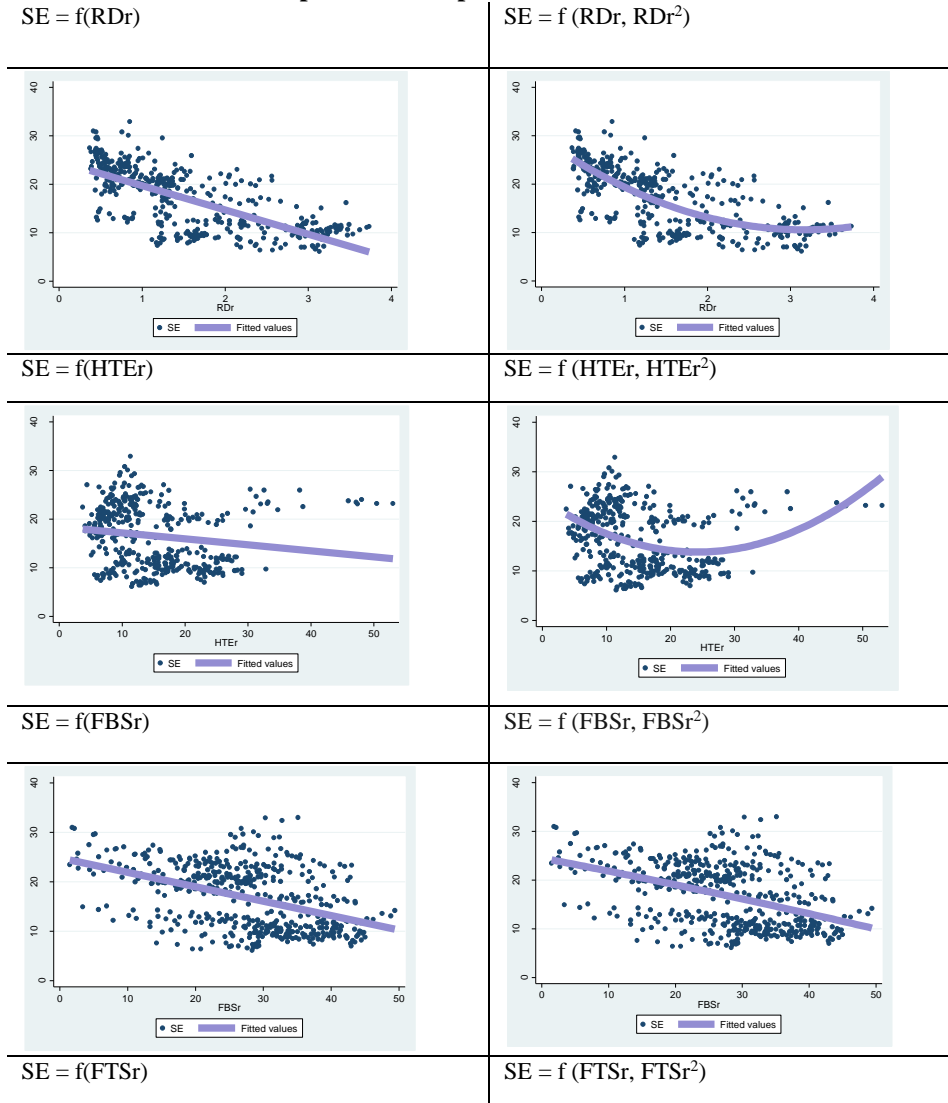 SE = f(RDr)
SE = f (RDr, RDr²)
40
30
20
10
0
0 1 2 3 4
RDr
SE Fitted values
40
30
20
10
0
0 1 2 3 4
RDr
SE Fitted values
SE = f(HTEr)
SE = f (HTEr, HTEr²)
40
30
20
10
0
0 10 20 30 40 50
HTEr
SE Fitted values
40
30
20
10
0
0 10 20 30 40 50
HTEr
SE Fitted values
SE = f(FBSr)
SE = f (FBSr, FBSr²)
40
30
20
10
0
0 10 20 30 40 50
FBSr
SE Fitted values
40
30
20
10
0
0 10 20 30 40 50
FBSr
SE Fitted values
SE = f(FTSr)
SE = f (FTSr, FTSr²)